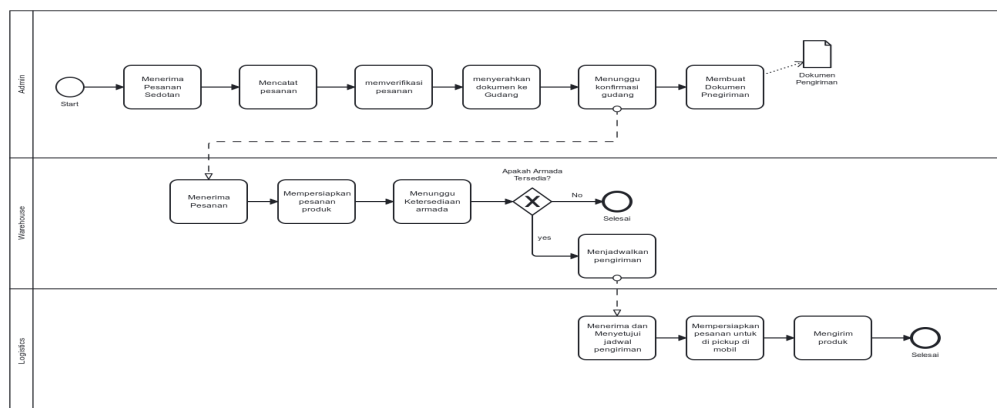 Admin
Start
Menerima
Pesanan
Sedotan
Mencatat
pesanan
memverifikasi
pesanan
menyerahkan
dokumen ke
Gudang
Menunggu
konfirmasi
gudang
Membuat
Dokumen
Pnegiriman
Dokumen
Pengiriman
Warehouse
Menerima
Pesanan
Mempersiapkan
pesanan
produk
Menunggu
Ketersediaan
armada
Apakah Armada
Tersedia?
No
Selesai
yes
Menjadwalkan
pengiriman
Logistics
Menerima dan
Menyetujui
jadwal
pengiriman
Mempersiapkan
pesanan untuk
di pickup di
mobil
Mengirim
produk
Selesai